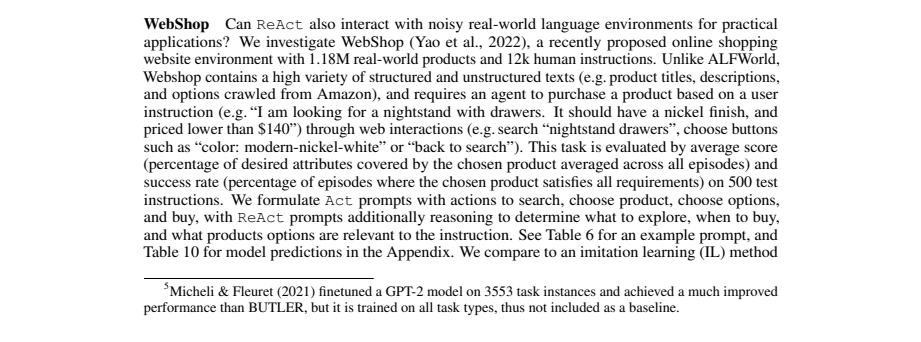 WebShop Can ReAct also interact with noisy real-world language environments for practical
applications? We investigate WebShop (Yao et al., 2022), a recently proposed online shopping
website environment with 1.18M real-world products and 12k human instructions. Unlike ALFWorld,
Webshop contains a high variety of structured and unstructured texts (e.g. product titles, descriptions,
and options crawled from Amazon), and requires an agent to purchase a product based on a user
instruction (e.g. “I am looking for a nightstand with drawers. It should have a nickel finish, and
priced lower than $140”) through web interactions (e.g. search “nightstand drawers”, choose buttons
such as “color: modern-nickel-white” or “back to search”). This task is evaluated by average score
(percentage of desired attributes covered by the chosen product averaged across all episodes) and
success rate (percentage of episodes where the chosen product satisfies all requirements) on 500 test
instructions. We formulate Act prompts with actions to search, choose product, choose options,
and buy, with ReAct prompts additionally reasoning to determine what to explore, when to buy,
and what products options are relevant to the instruction. See Table 6 for an example prompt, and
Table 10 for model predictions in the Appendix. We compare to an imitation learning (IL) method
5Micheli & Fleuret (2021) finetuned a GPT-2 model on 3553 task instances and achieved a much improved
performance than BUTLER, but it is trained on all task types, thus not included as a baseline.